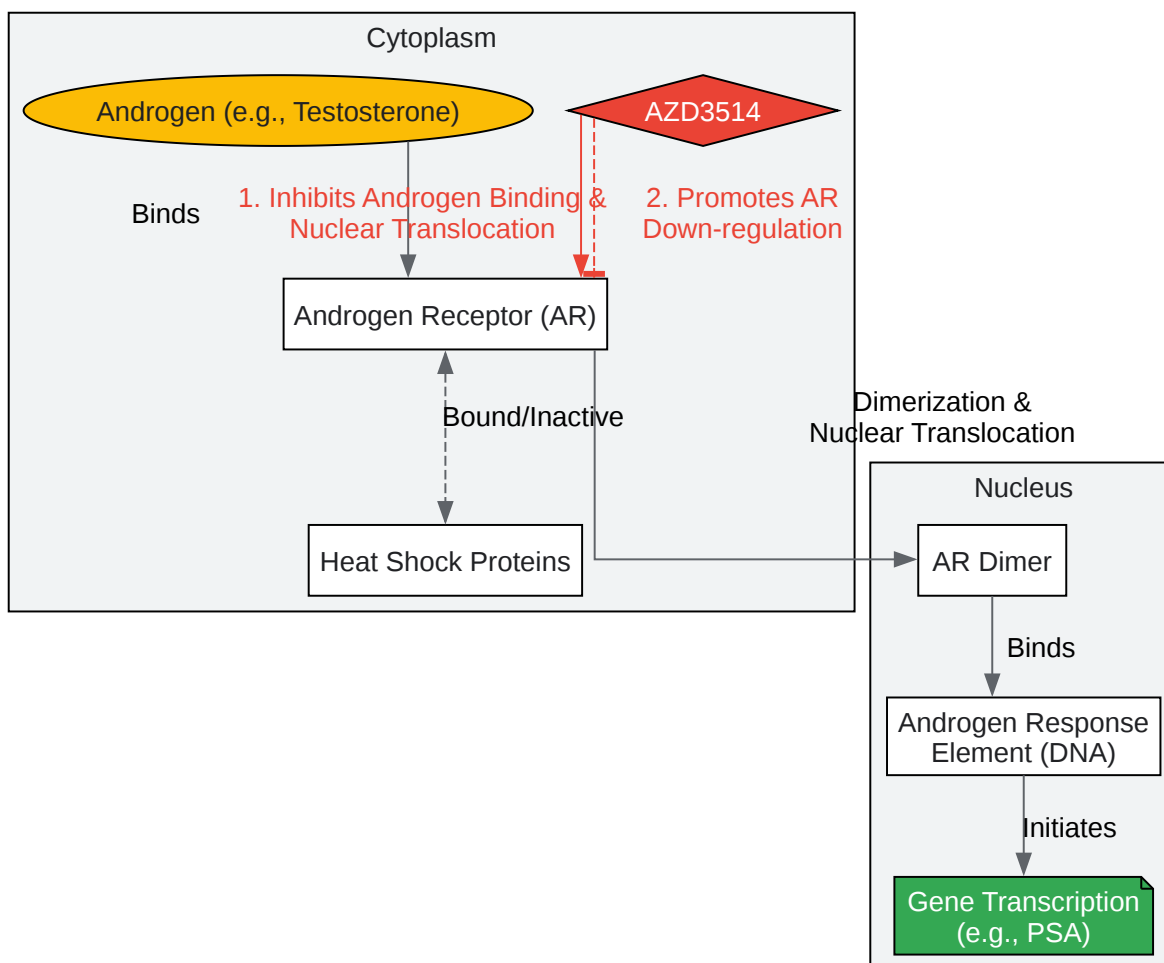 Cytoplasm
Androgen (e.g., Testosterone)
AZD3514
Binds
1. Inhibits Androgen Binding &
Nuclear Translocation
2. Promotes AR
Down-regulation
Androgen Receptor (AR)
Bound/Inactive
Heat Shock Proteins
Dimerization &
Nuclear Translocation
Nucleus
AR Dimer
Binds
Androgen Response
Element (DNA)
Initiates
Gene Transcription
(e.g., PSA)